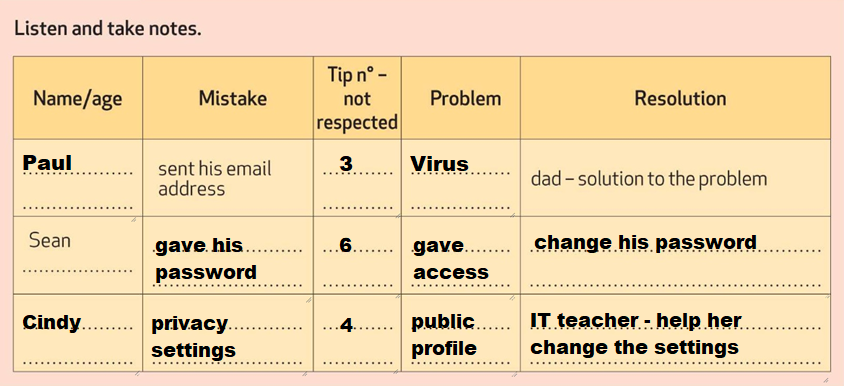 Listen and take notes.
Name/age
Mistake
Tip n° –
not
respected
Problem
Resolution
Paul
sent his email
address
3
Virus
dad – solution to the problem
Sean
gave his
password
6
gave
access
change his password
Cindy
privacy
settings
4
public
profile
IT teacher - help her
change the settings